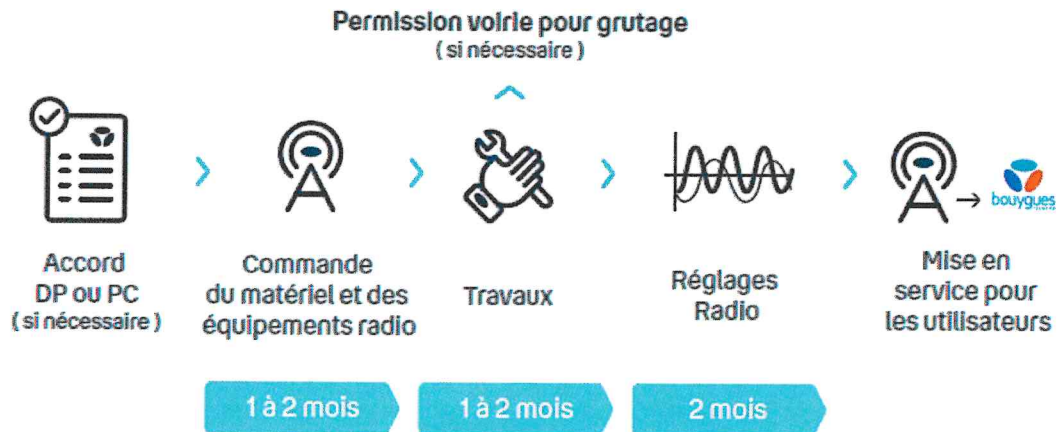 Permission voirie pour grutage
( si nécessaire )
Accord
DP ou PC
( si nécessaire )
Commande
du matériel et des
équipements radio
Travaux
Réglages
Radio
bouygues
Mise en
service pour
les utilisateurs
1 à 2 mois
1 à 2 mois
2 mois